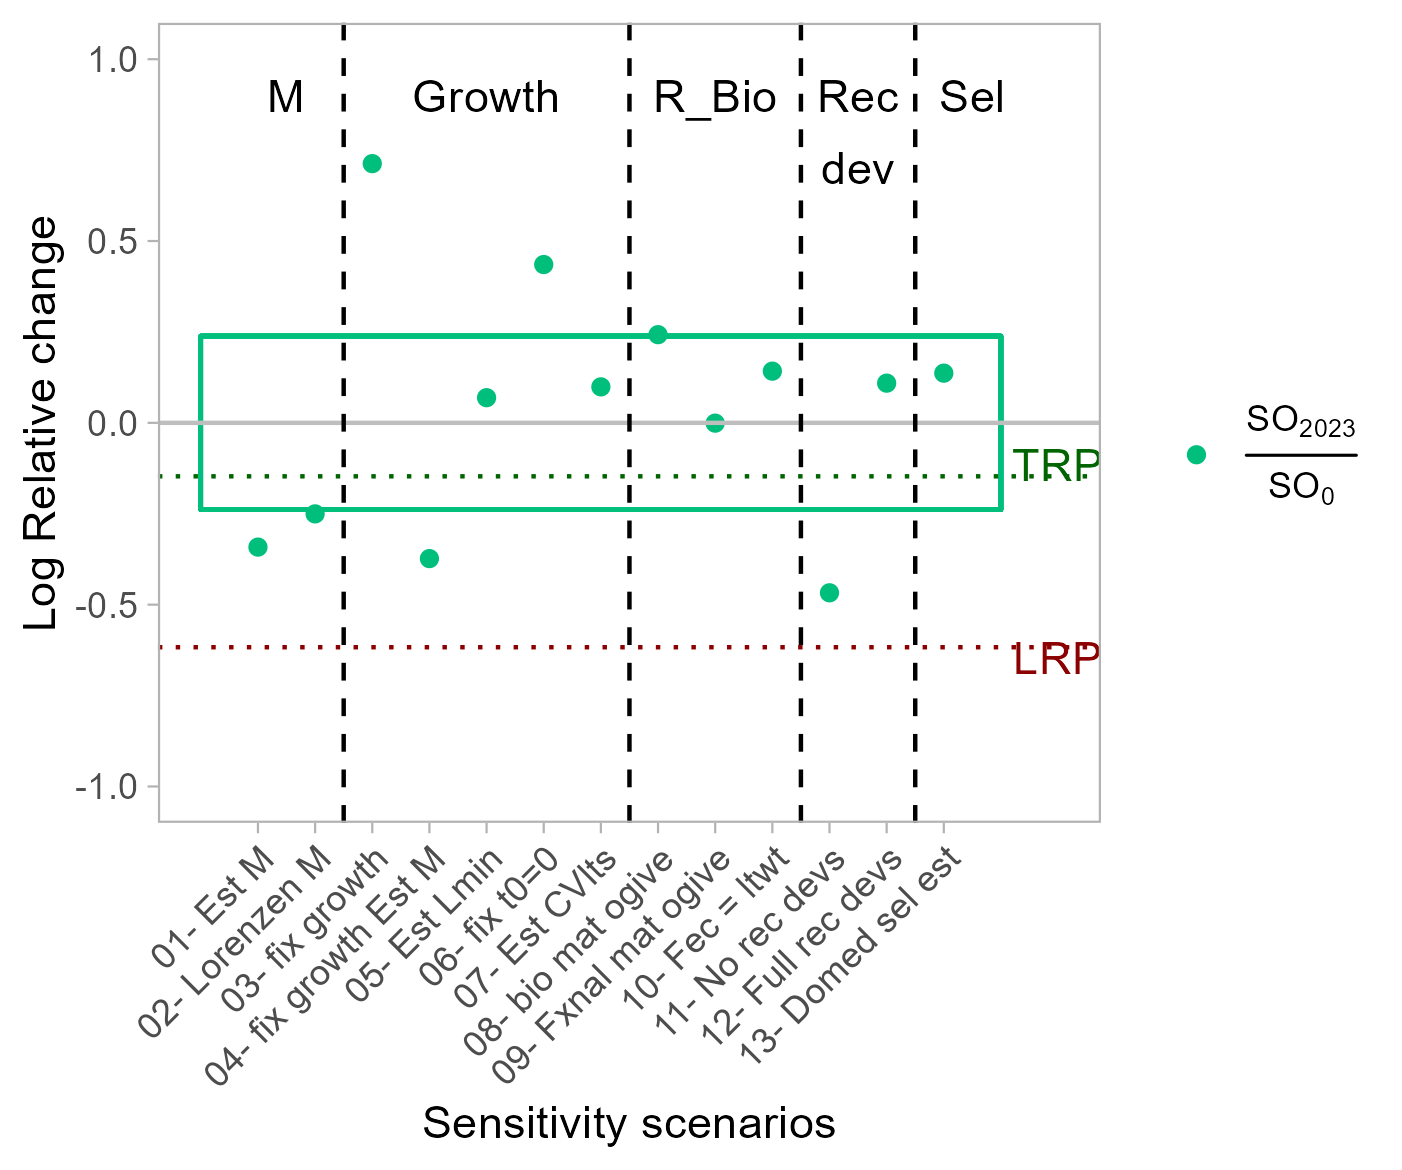 1.0
0.5
0.0
-0.5
-1.0
Log Relative change
M
Growth
R_Bio
Rec
dev
Sel
TRP
LRP
01- Est M
02- Lorenzen M
03- fix growth
04- fix growth Est M
05- Est Lmin
06- fix t0=0
07- Est CVlts
08- bio mat ogive
09- Fxnal mat ogive
10- Fec = ltwt
11- No rec devs
12- Full rec devs
13- Domed sel est
Sensitivity scenarios
SO2023
SO0